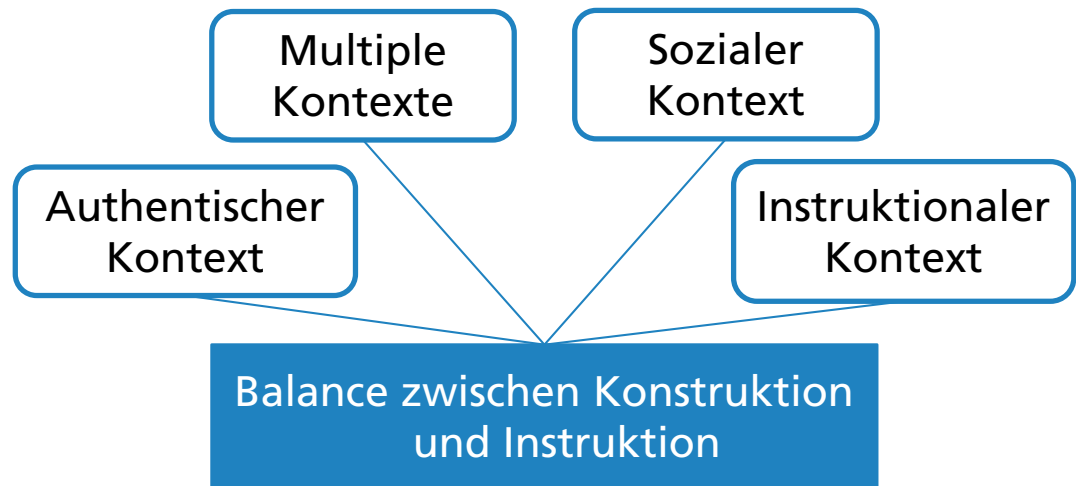 Multiple
Kontexte
Sozialer
Kontext
Authentischer
Kontext
Instruktionaler
Kontext
Balance zwischen Konstruktion
und Instruktion